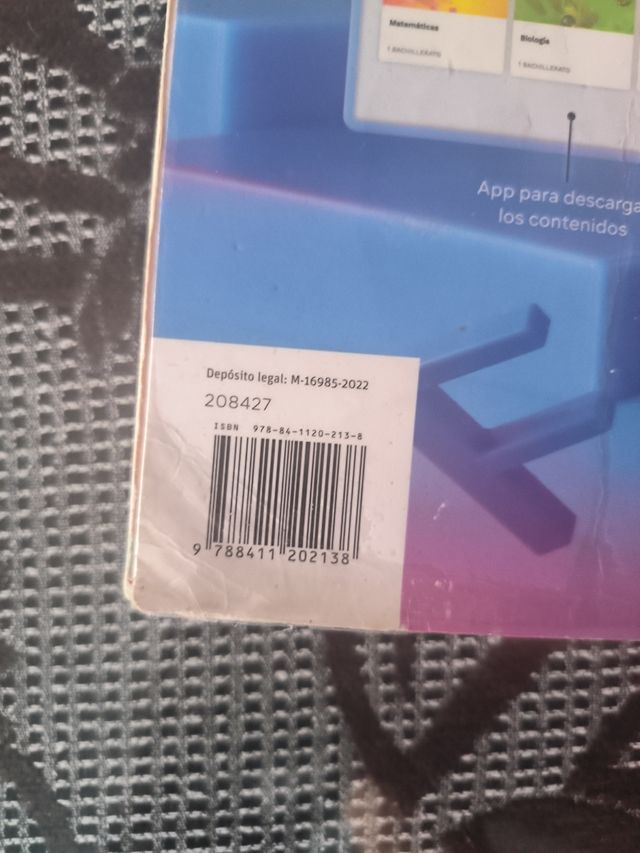 Matemáticas
1 BACHILLERATO
Biología
1 BACHILLERATO
App para descarga
los contenidos
Depósito legal: M-16985-2022
208427
ISBN 978-84-1120-213-8
9 788411 202138